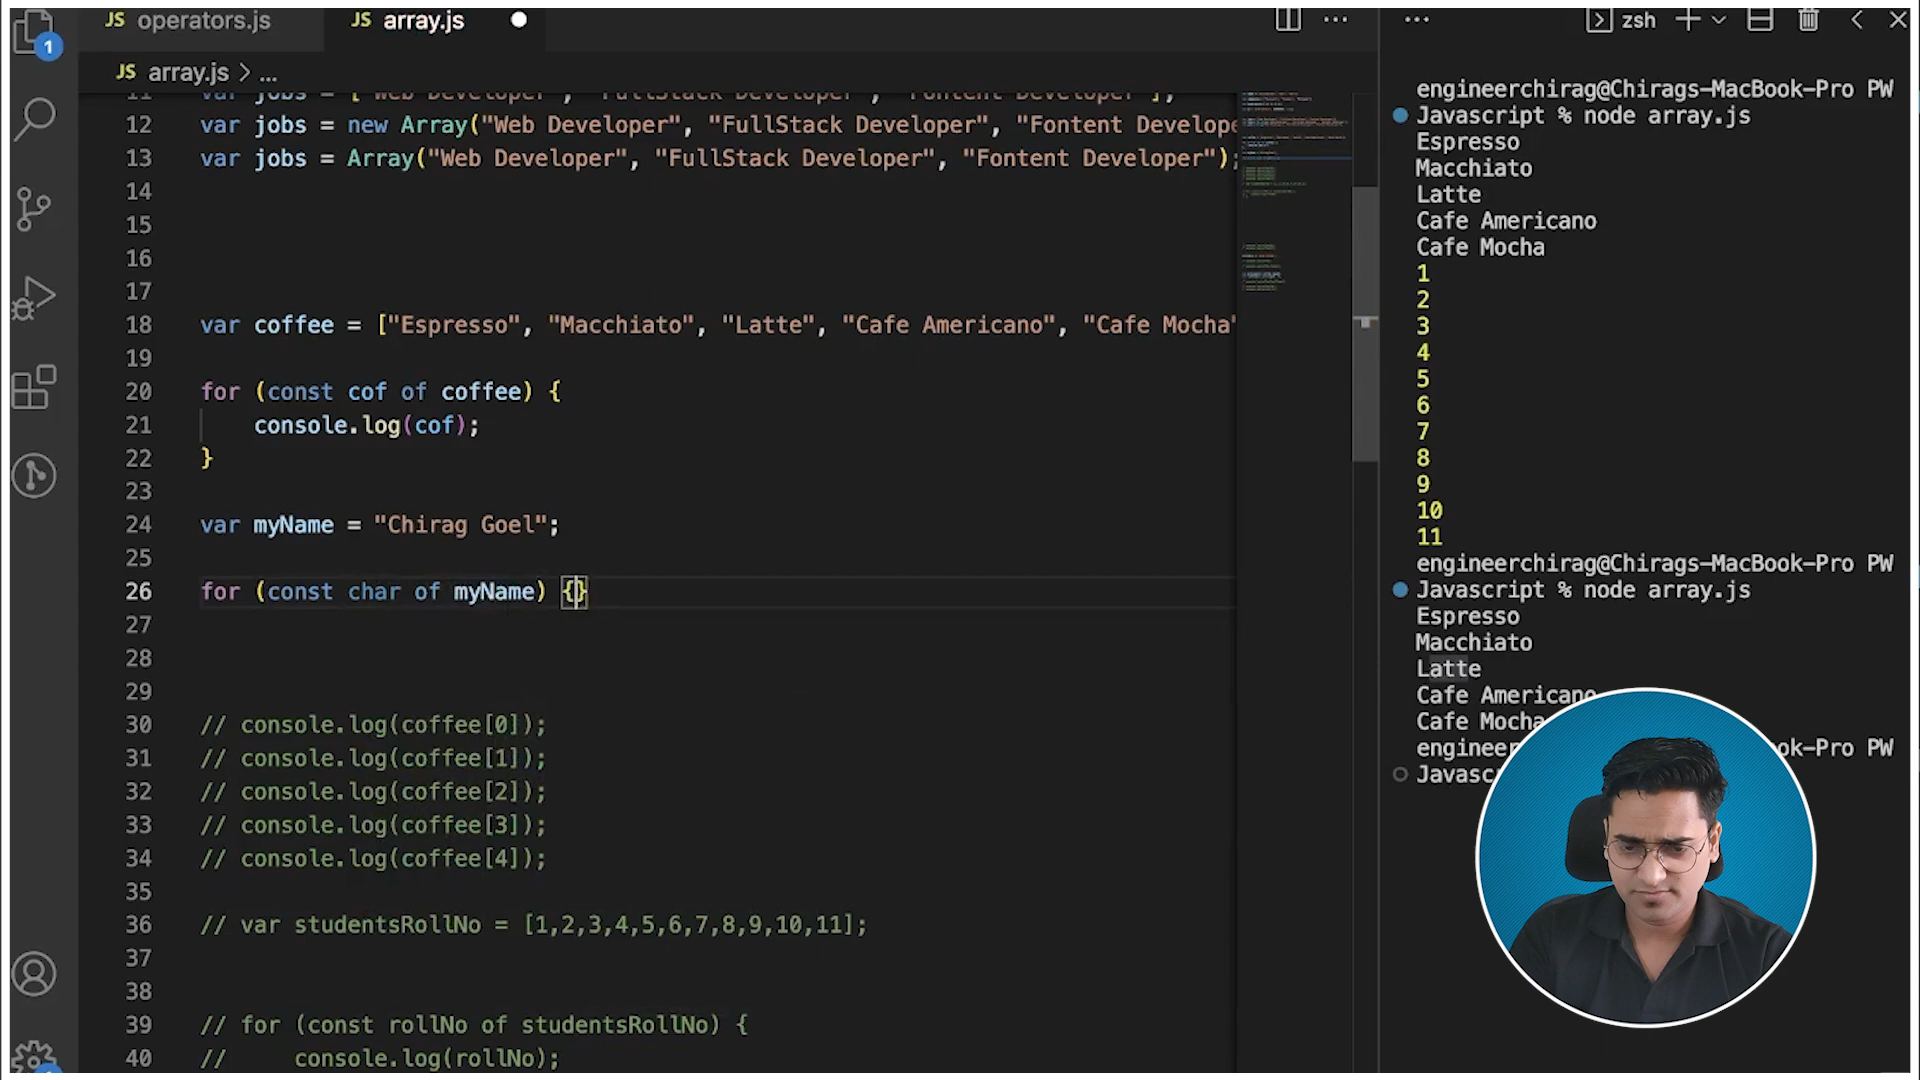 JS operators.js
JS array.js
zsh
1
JS array.js > ...
11 var jobs = ["Web Developer", "FullStack Developer", "Fontent Developer"];
12 var jobs = new Array("Web Developer", "FullStack Developer", "Fontent Develope
13 var jobs = Array("Web Developer", "FullStack Developer", "Fontent Developer");
14
15
16
17
18 var coffee = ["Espresso", "Macchiato", "Latte", "Cafe Americano", "Cafe Mocha"
19
20 for (const cof of coffee) {
21 console.log(cof);
22 }
23
24 var myName = "Chirag Goel";
25
26 for (const char of myName) {}
27
28
29
30 // console.log(coffee[0]);
31 // console.log(coffee[1]);
32 // console.log(coffee[2]);
33 // console.log(coffee[3]);
34 // console.log(coffee[4]);
35
36 // var studentsRollNo = [1,2,3,4,5,6,7,8,9,10,11];
37
38
39 // for (const rollNo of studentsRollNo) {
40 // console.log(rollNo);
engineerchirag@Chirags-MacBook-Pro PW
Javascript % node array.js
Espresso
Macchiato
Latte
Cafe Americano
Cafe Mocha
1
2
3
4
5
6
7
8
9
10
11
engineerchirag@Chirags-MacBook-Pro PW
Javascript % node array.js
Espresso
Macchiato
Latte
Cafe Americano
Cafe Mocha
engineer ok-Pro PW
Javasc